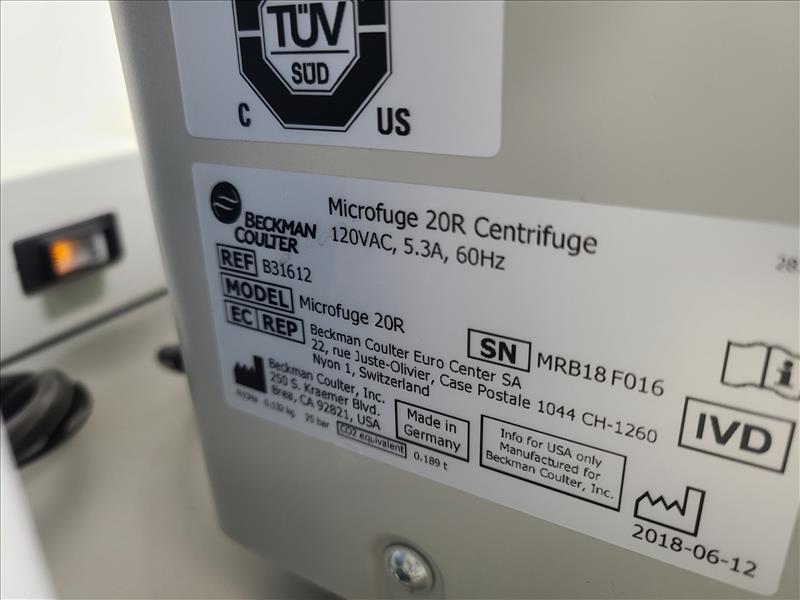 TÜV
SÜD
C US
BECKMAN
COULTER
Microfuge 20R Centrifuge
120VAC, 5.3A, 60Hz
28
REF B31612
MODEL Microfuge 20R
EC REP Beckman Coulter Euro Center SA
22, rue Juste-Olivier, Case Postale 1044 CH-1260
Nyon 1, Switzerland
SN MRB18F016
i
Beckman Coulter, Inc.
250 S. Kraemer Blvd.
Brea, CA 92821, USA
R134a 0.132 kg 25 bar CO2 equivalent 0.189 t
Made in
Germany
Info for USA only
Manufactured for
Beckman Coulter, Inc.
IVD
2018-06-12